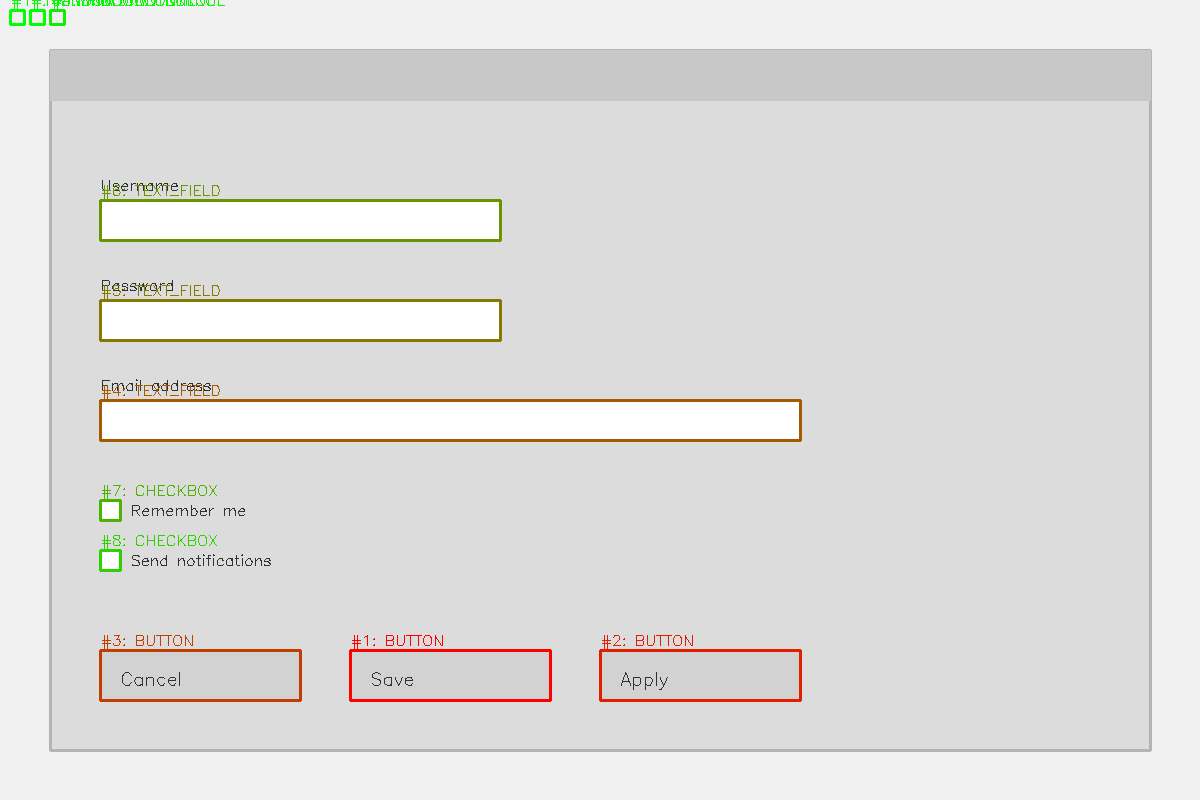 Username
#6: TEXT_FIELD
Password
#5: TEXT_FIELD
Email address
#4: TEXT_FIELD
#7: CHECKBOX
Remember me
#8: CHECKBOX
Send notifications
#3: BUTTON #1: BUTTON #2: BUTTON
Cancel Save Apply